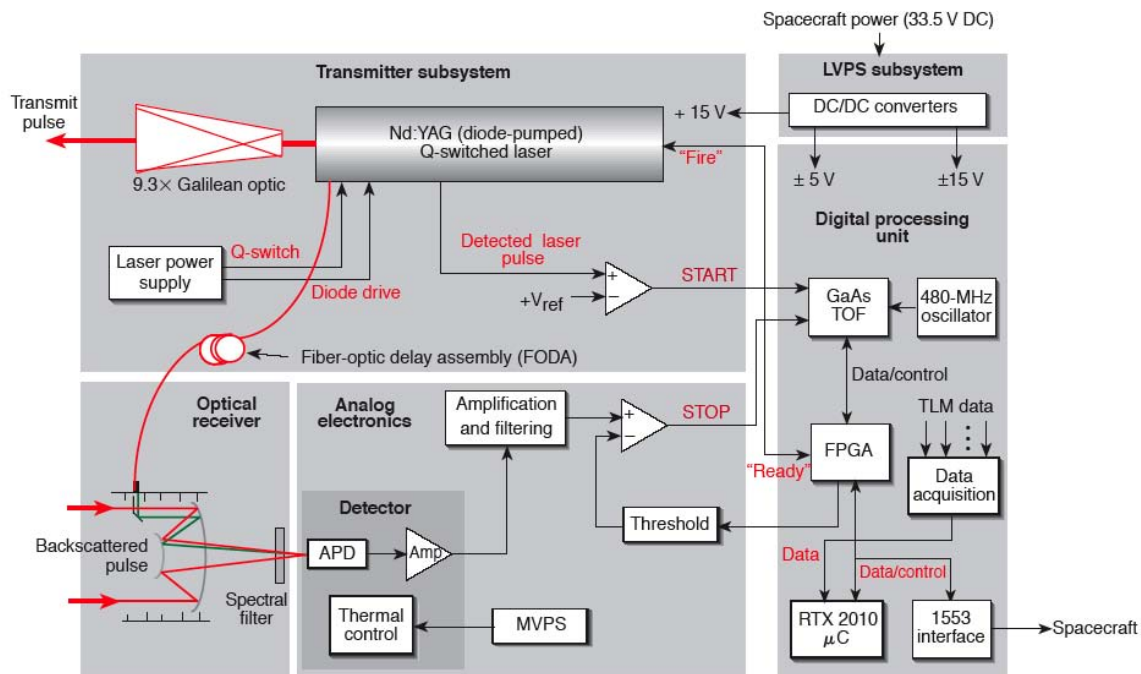 Spacecraft power (33.5 V DC)
Transmitter subsystem
LVPS subsystem
Transmit
pulse
DC/DC converters
+ 15 V
Nd:YAG (diode-pumped)
Q-switched laser
"Fire"
± 5 V
±15 V
9.3× Galilean optic
Digital processing
unit
Laser power
supply
Q-switch
Diode drive
Detected laser
pulse
+
−
+Vref
START
GaAs
TOF
480-MHz
oscillator
Fiber-optic delay assembly (FODA)
Data/control
Optical
receiver
Analog
electronics
Amplification
and filtering
+
−
STOP
TLM data
FPGA
"Ready"
Data
acquisition
Detector
Threshold
Backscattered
pulse
APD
Amp
Data
Data/control
Spectral
filter
Thermal
control
MVPS
RTX 2010
μC
1553
interface
Spacecraft